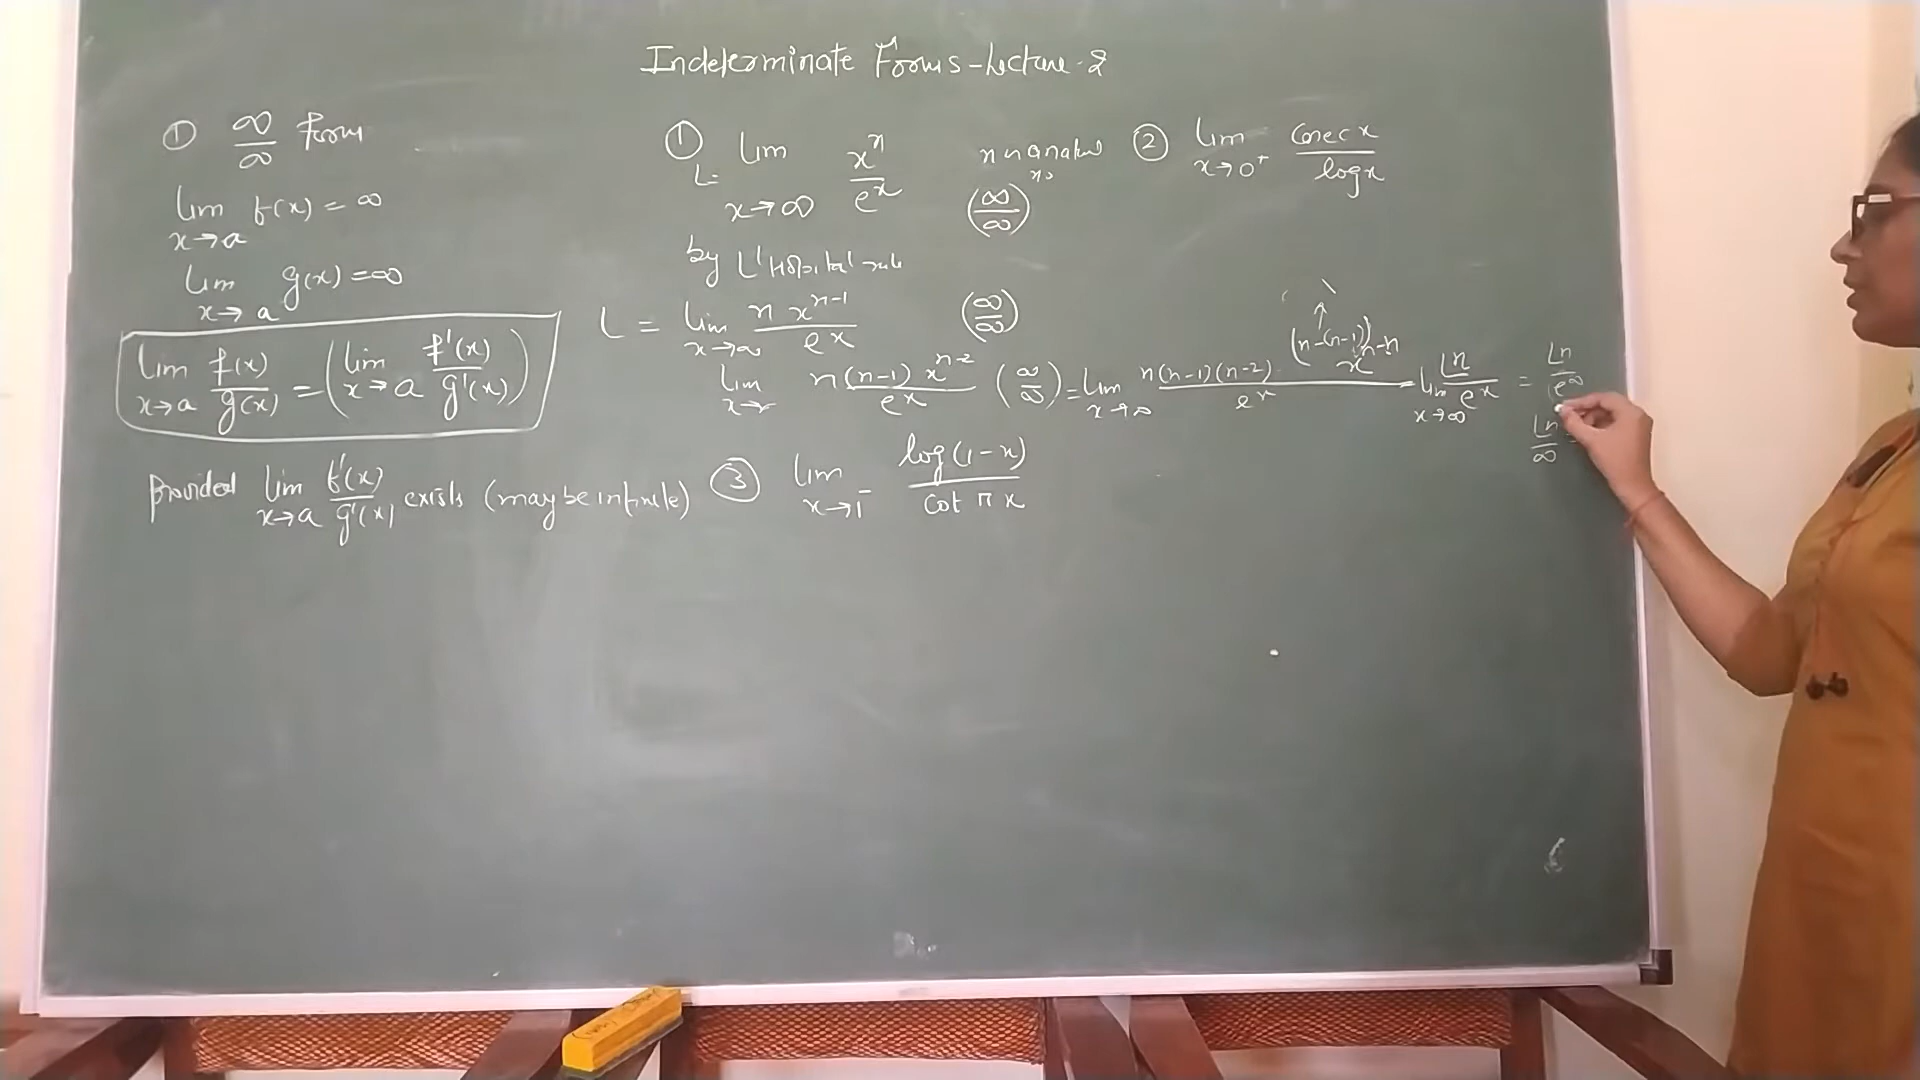 Indeterminate Forms-Lecture-2
① ∞/∞ form
lim x→a f(x) = ∞
lim x→a g(x) = ∞
lim x→a f(x)/g(x) = (lim x→a f'(x)/g'(x))
provided lim x→a f'(x)/g'(x) exists (may be infinite)
① L= lim x→∞ x^n/e^x n is a natural no (∞/∞)
by L'Hospital rule
L = lim x→∞ n x^(n-1)/e^x (∞/∞)
lim n(n-1) x^(n-2)/e^x (∞/∞) = lim x→∞ n(n-1)(n-2) (n-(n-1)) x^(n-n)/e^x = lim x→∞ Ln/e^x = Ln/e^∞
Ln/∞
② lim x→0⁺ cosec x/log x
③ lim x→1⁻ log(1-x)/cot π x